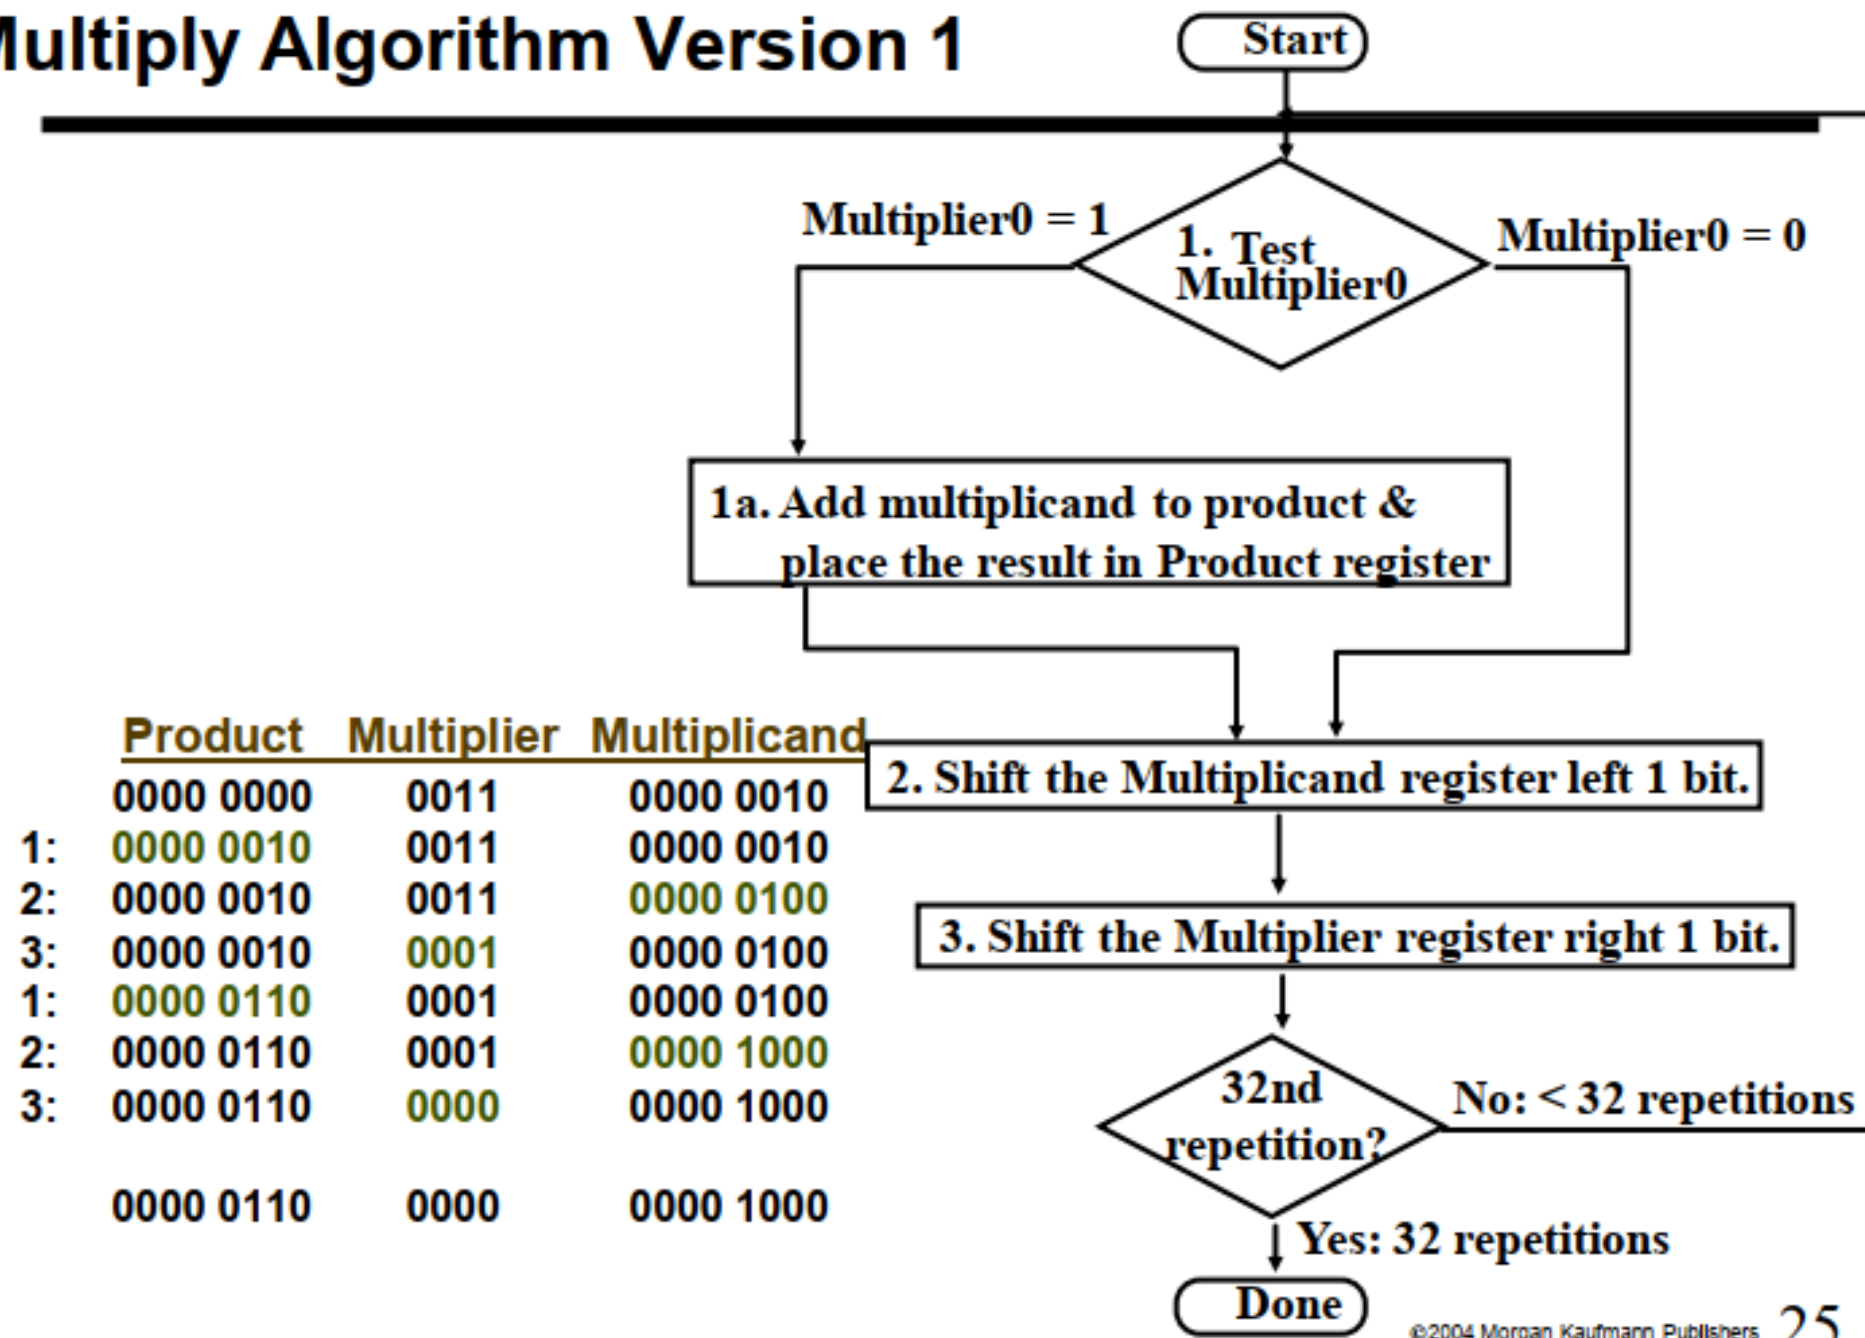 Multiply Algorithm Version 1
Start
Multiplier0 = 1
1. Test
Multiplier0
Multiplier0 = 0
1a. Add multiplicand to product &
place the result in Product register
Product Multiplier Multiplicand
0000 0000 0011 0000 0010
1: 0000 0010 0011 0000 0010
2: 0000 0010 0011 0000 0100
3: 0000 0010 0001 0000 0100
1: 0000 0110 0001 0000 0100
2: 0000 0110 0001 0000 1000
3: 0000 0110 0000 0000 1000
0000 0110 0000 0000 1000
2. Shift the Multiplicand register left 1 bit.
3. Shift the Multiplier register right 1 bit.
32nd
repetition?
No: < 32 repetitions
Yes: 32 repetitions
Done
©2004 Morgan Kaufmann Publishers 25